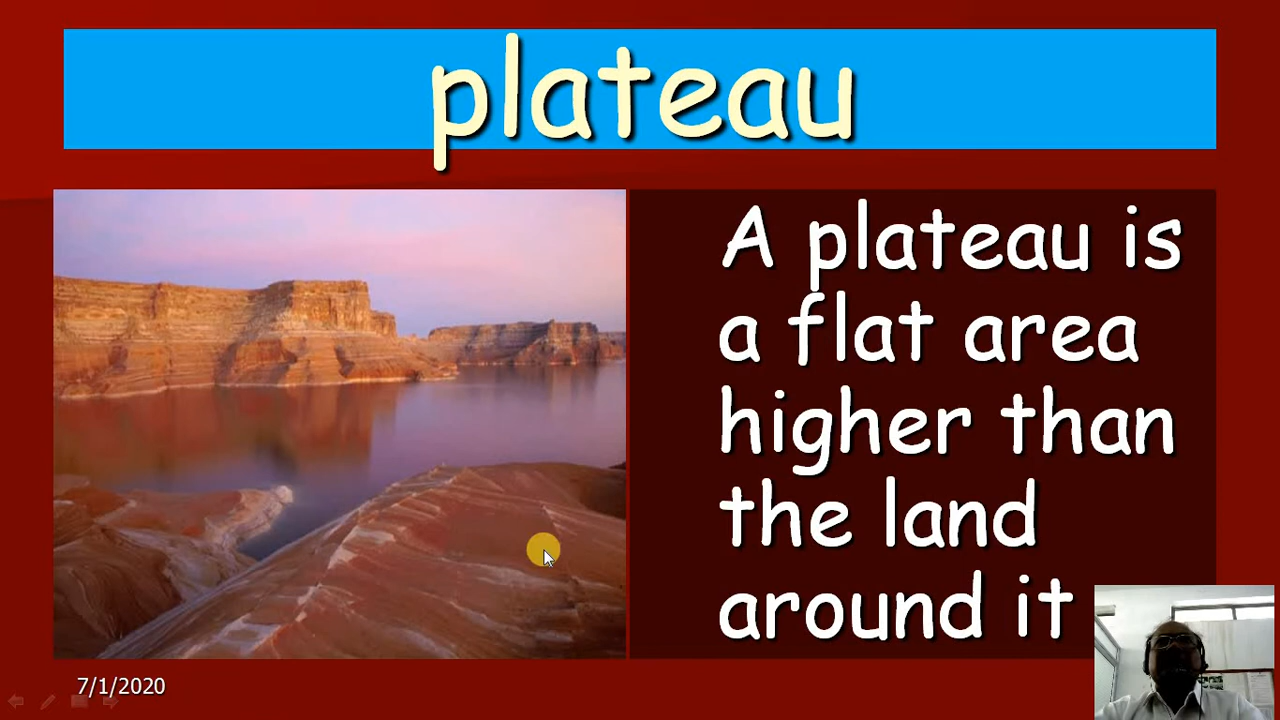 plateau
A plateau is
a flat area
higher than
the land
around it
7/1/2020